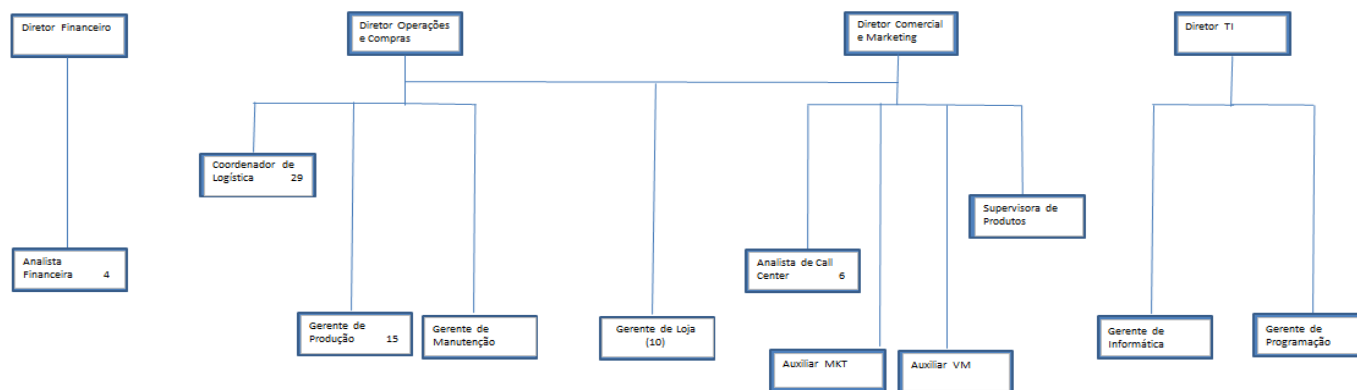 Diretor Financeiro
Diretor Operações
e Compras
Diretor Comercial
e Marketing
Diretor TI
Coordenador de
Logística 29
Supervisora de
Produtos
Analista
Financeira 4
Analista de Call
Center 6
Gerente de
Produção 15
Gerente de
Manutenção
Gerente de Loja
(10)
Auxiliar MKT
Auxiliar VM
Gerente de
Informática
Gerente de
Programação